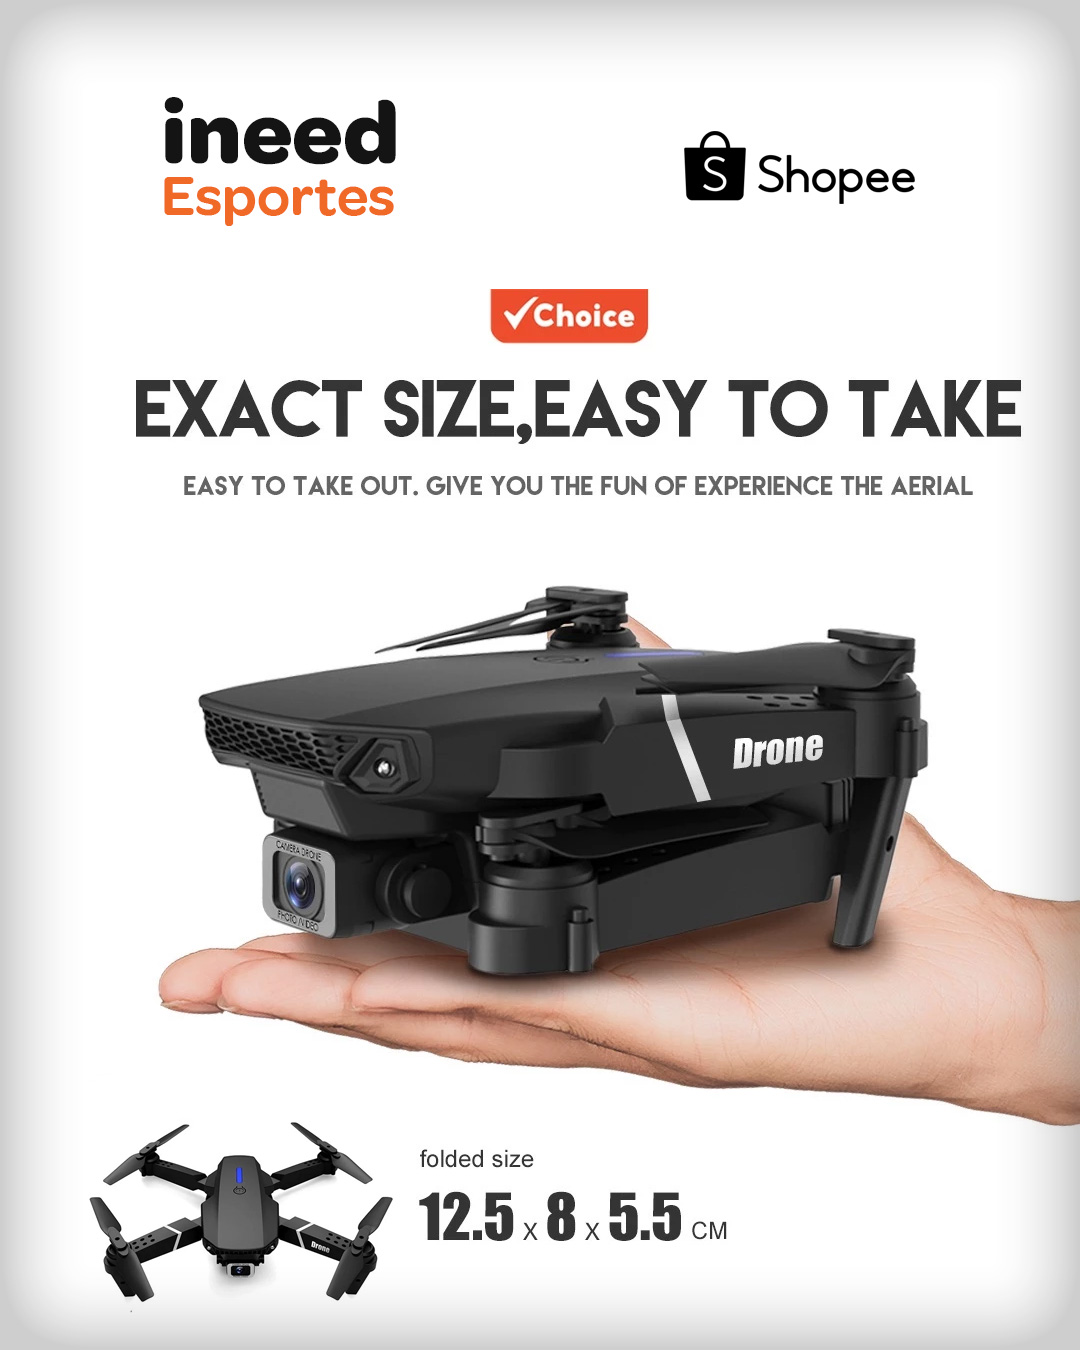 ineed
Esportes
S Shopee
Choice
EXACT SIZE,EASY TO TAKE
EASY TO TAKE OUT. GIVE YOU THE FUN OF EXPERIENCE THE AERIAL
Drone
CAMERA DRONE
PHOTO /VIDEO
folded size
12.5 X 8 X 5.5 CM
Drone